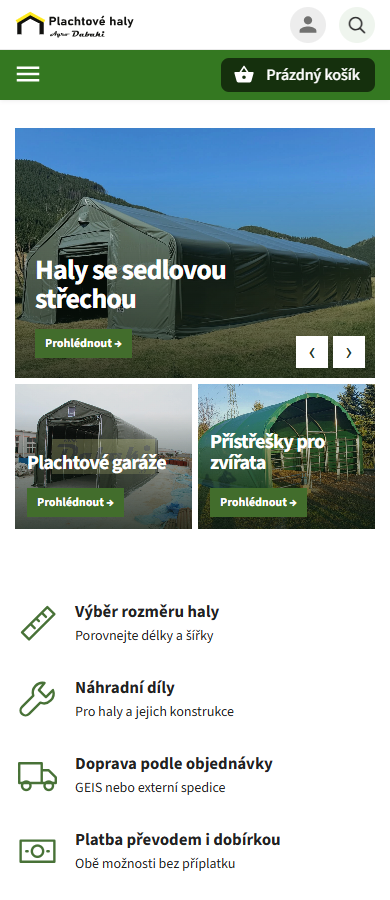 Plachtové haly
Agro Dabaki
Prázdný košík
Haly se sedlovou
střechou
Prohlédnout →
Plachtové garáže
Prohlédnout →
Přístřešky pro
zvířata
Prohlédnout →
Výběr rozměru haly
Porovnejte délky a šířky
Náhradní díly
Pro haly a jejich konstrukce
Doprava podle objednávky
GEIS nebo externí spedice
Platba převodem i dobírkou
Obě možnosti bez příplatku